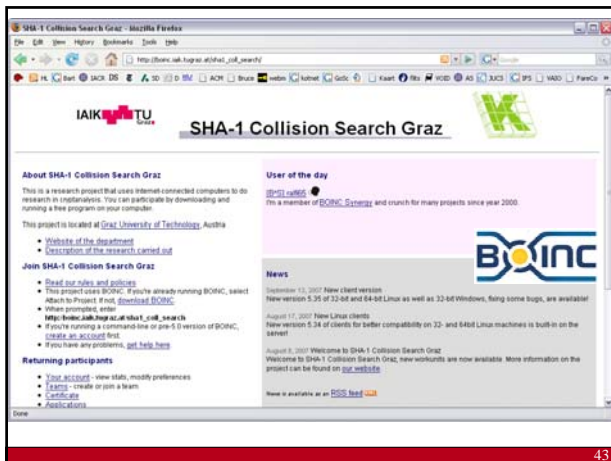 SHA-1 Collision Search Graz - Mozilla Firefox
File Edit View History Bookmarks Tools Help
http://boinc.iaik.tugraz.at/sha1_coll_search/
IAIK TU Graz
SHA-1 Collision Search Graz
About SHA-1 Collision Search Graz
This is a research project that uses Internet-connected computers to do
research in cryptanalysis. You can participate by downloading and
running a free program on your computer.
This project is located at Graz University of Technology, Austria
Website of the department
Description of the research carried out
Join SHA-1 Collision Search Graz
Read our rules and policies
This project uses BOINC. If you're already running BOINC, select
Attach to Project. If not, download BOINC.
When prompted, enter
http:boinc.iaik.tugraz.at/sha1_coll_search
If you're running a command-line or pre-5.0 version of BOINC,
create an account first.
If you have any problems, get help here.
Returning participants
Your account - view stats, modify preferences
Teams - create or join a team
Certificate
Applications
User of the day
[B^S] ralfi65
I'm a member of BOINC Synergy and crunch for many projects since year 2000.
BOINC
News
September 13, 2007 New client version
New version 5.35 of 32-bit and 64-bit Linux as well as 32-bit Windows, fixing some bugs, are available!
August 17, 2007 New Linux clients
New version 5.34 of clients for better compatibility on 32- and 64bit Linux machines is built-in on the
server!
August 8, 2007 Welcome to SHA-1 Collision Search Graz
Welcome to SHA-1 Collision Search Graz, new workunits are now available. More information on the
project can be found on our website.
News is available as an RSS feed
Done
43